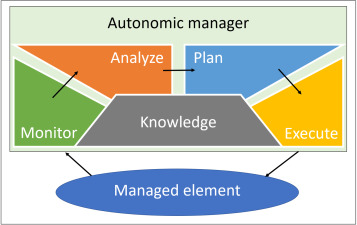 Autonomic manager
Analyze
Plan
Monitor
Knowledge
Execute
Managed element